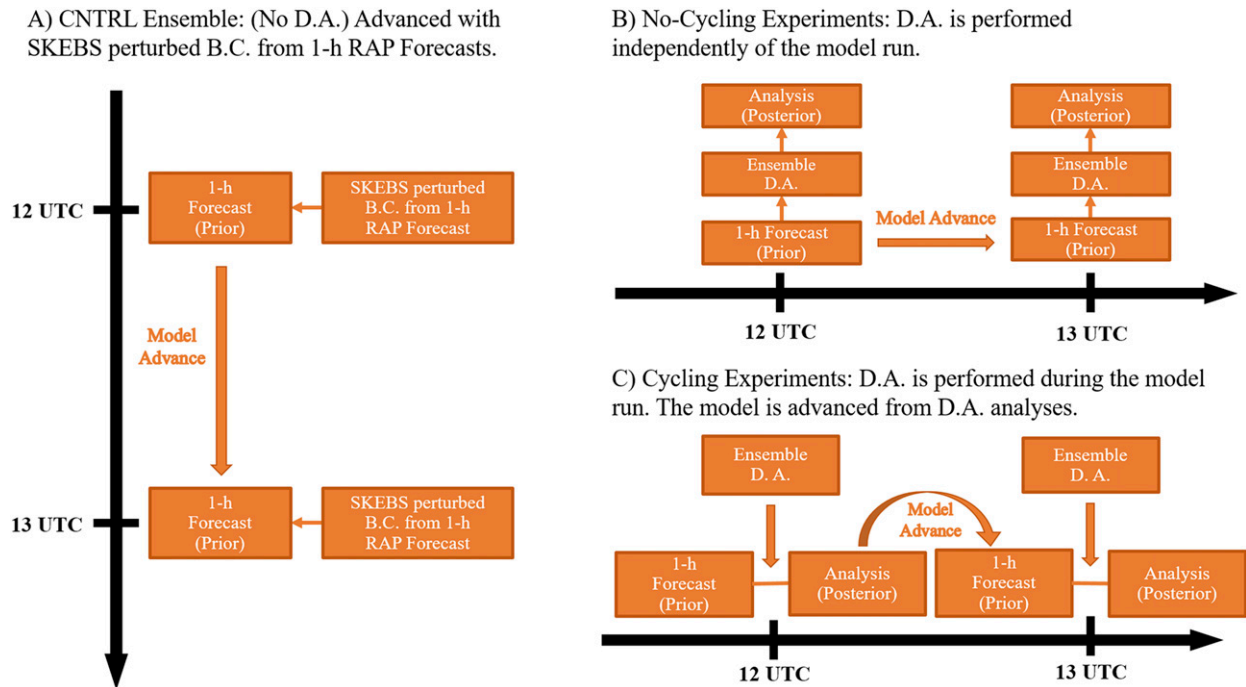 A) CNTRL Ensemble: (No D.A.) Advanced with
SKEBS perturbed B.C. from 1-h RAP Forecasts.
12 UTC
1-h
Forecast
(Prior)
SKEBS perturbed
B.C. from 1-h
RAP Forecast
Model
Advance
13 UTC
1-h
Forecast
(Prior)
SKEBS perturbed
B.C. from 1-h
RAP Forecast
B) No-Cycling Experiments: D.A. is performed
independently of the model run.
Analysis
(Posterior)
Ensemble
D.A.
1-h Forecast
(Prior)
Model Advance
Analysis
(Posterior)
Ensemble
D.A.
1-h Forecast
(Prior)
12 UTC
13 UTC
C) Cycling Experiments: D.A. is performed during the model
run. The model is advanced from D.A. analyses.
Ensemble
D. A.
Ensemble
D. A.
Model
Advance
1-h
Forecast
(Prior)
Analysis
(Posterior)
1-h
Forecast
(Prior)
Analysis
(Posterior)
12 UTC
13 UTC